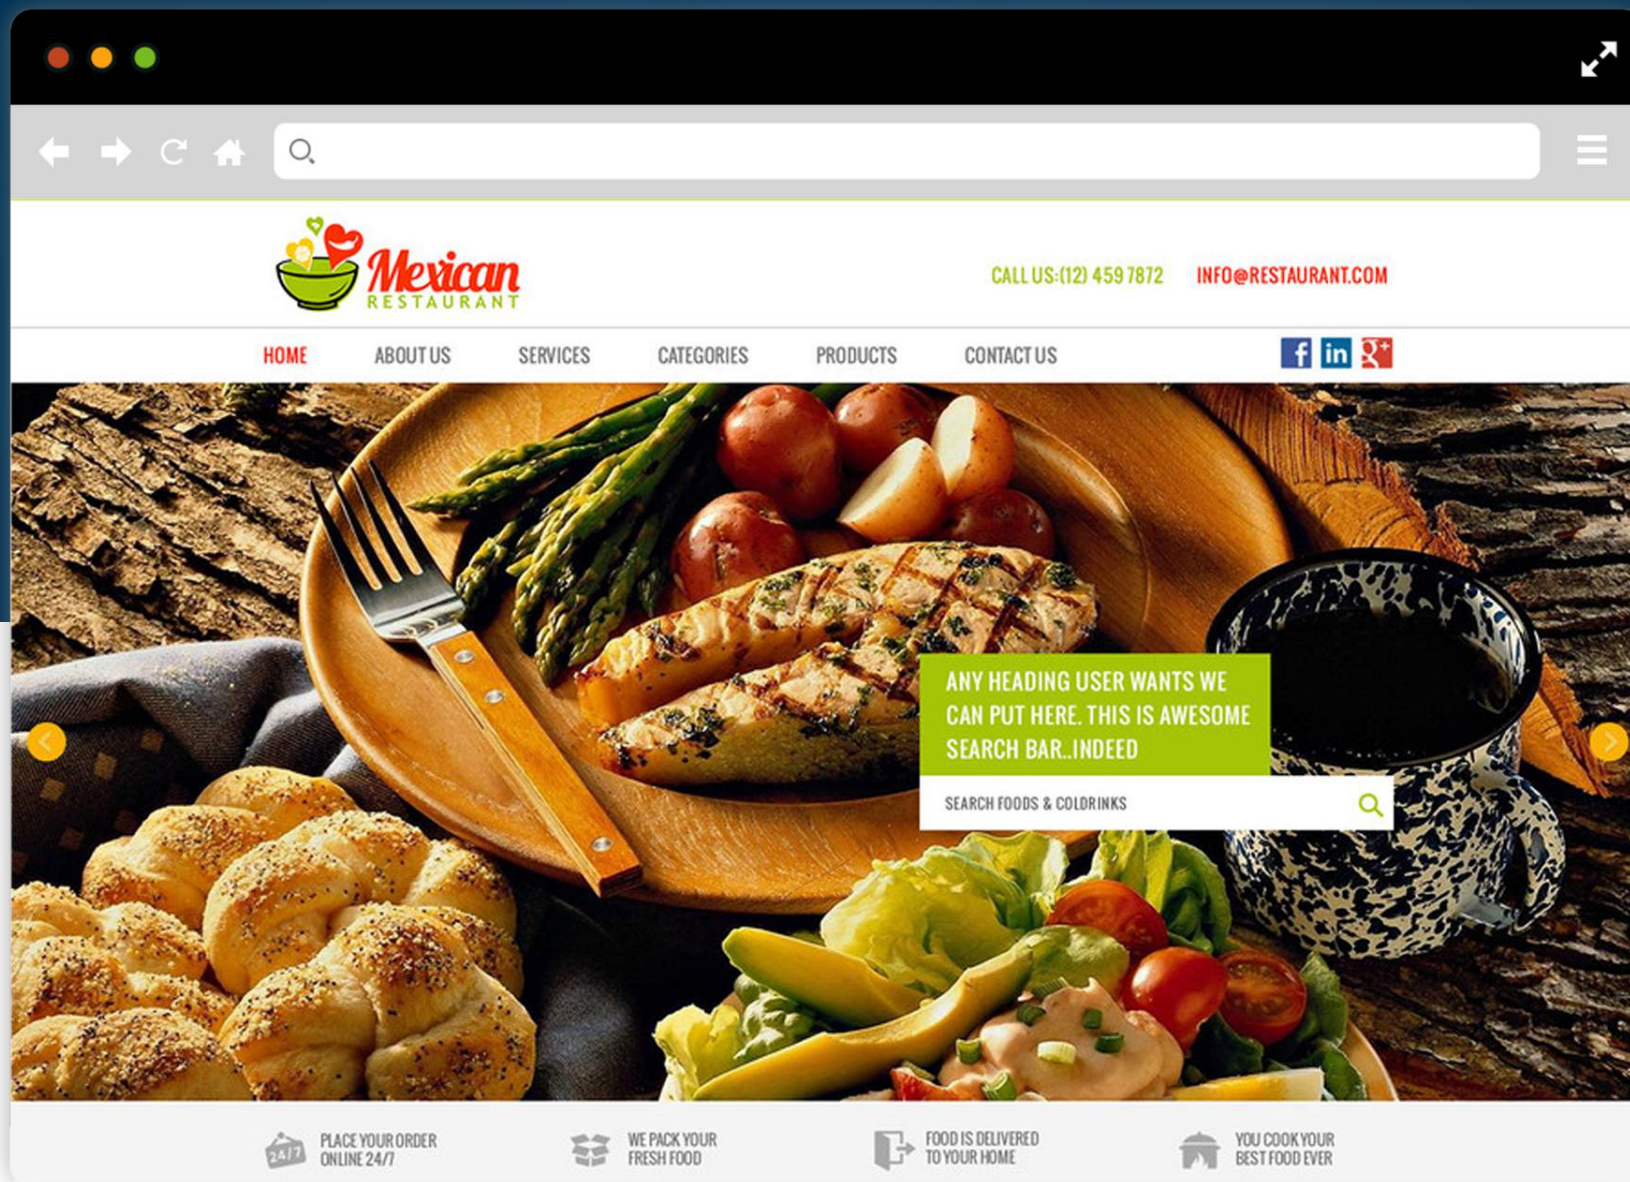 Mexican
RESTAURANT
CALL US:(12) 459 7872
INFO@RESTAURANT.COM
HOME
ABOUT US
SERVICES
CATEGORIES
PRODUCTS
CONTACT US
f
in
g+
ANY HEADING USER WANTS WE
CAN PUT HERE. THIS IS AWESOME
SEARCH BAR..INDEED
SEARCH FOODS & COLDRINKS
24/7
PLACE YOUR ORDER
ONLINE 24/7
WE PACK YOUR
FRESH FOOD
FOOD IS DELIVERED
TO YOUR HOME
YOU COOK YOUR
BEST FOOD EVER